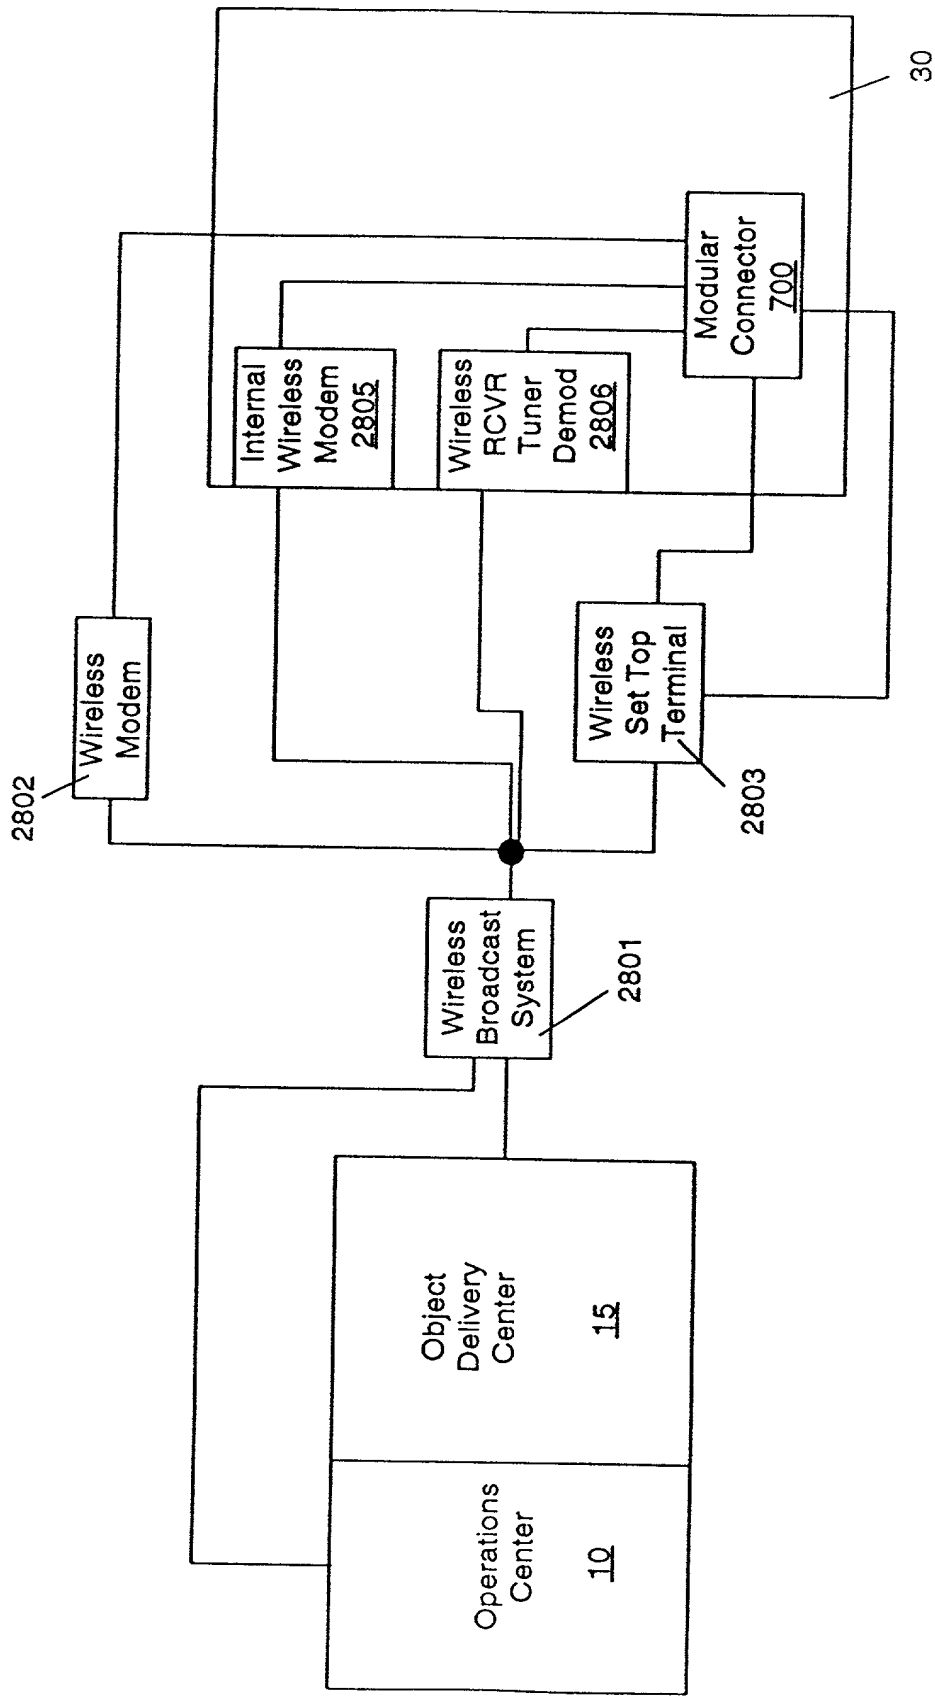 Operations
Center
10
Object
Delivery
Center
15
Wireless
Broadcast
System
2801
2802
Wireless
Modem
Wireless
Set Top
Terminal
2803
Internal
Wireless
Modem
2805
Wireless
RCVR
Tuner
Demod
2806
Modular
Connector
700
30